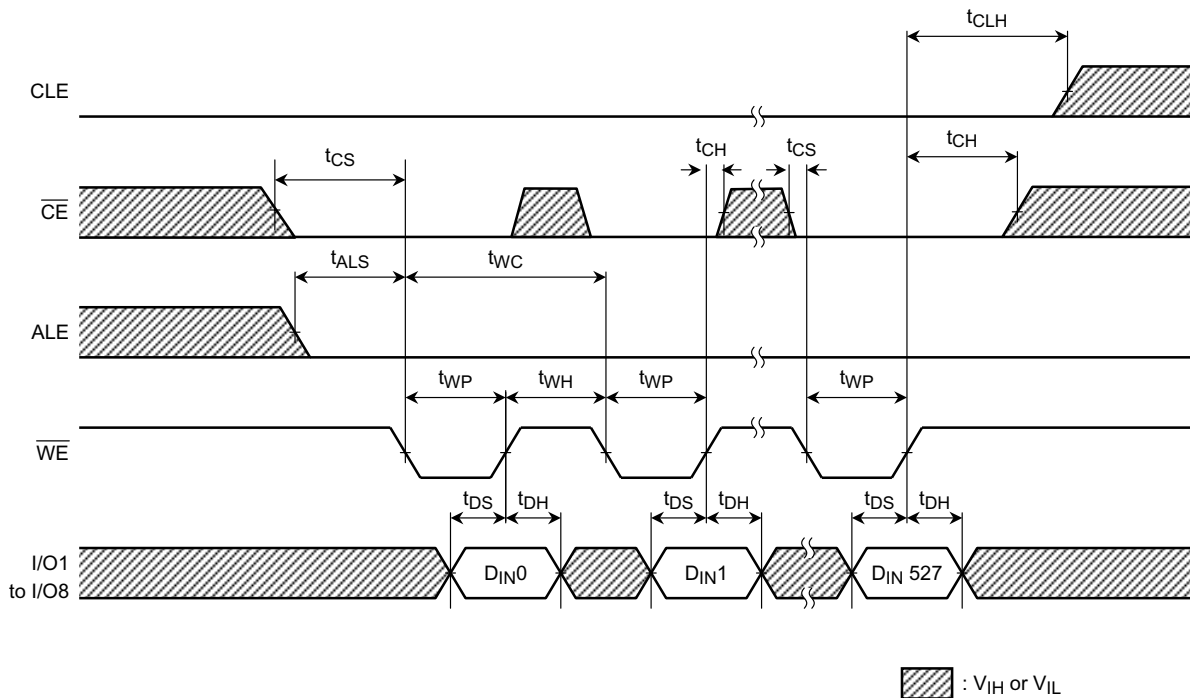 tCLH
CLE
tCS
tCH
tCS
tCH
CE
tALS
tWC
ALE
tWP
tWH
tWP
tWP
WE
tDS
tDH
tDS
tDH
tDS
tDH
I/O1
to I/O8
DIN0
DIN1
DIN 527
: VIH or VIL